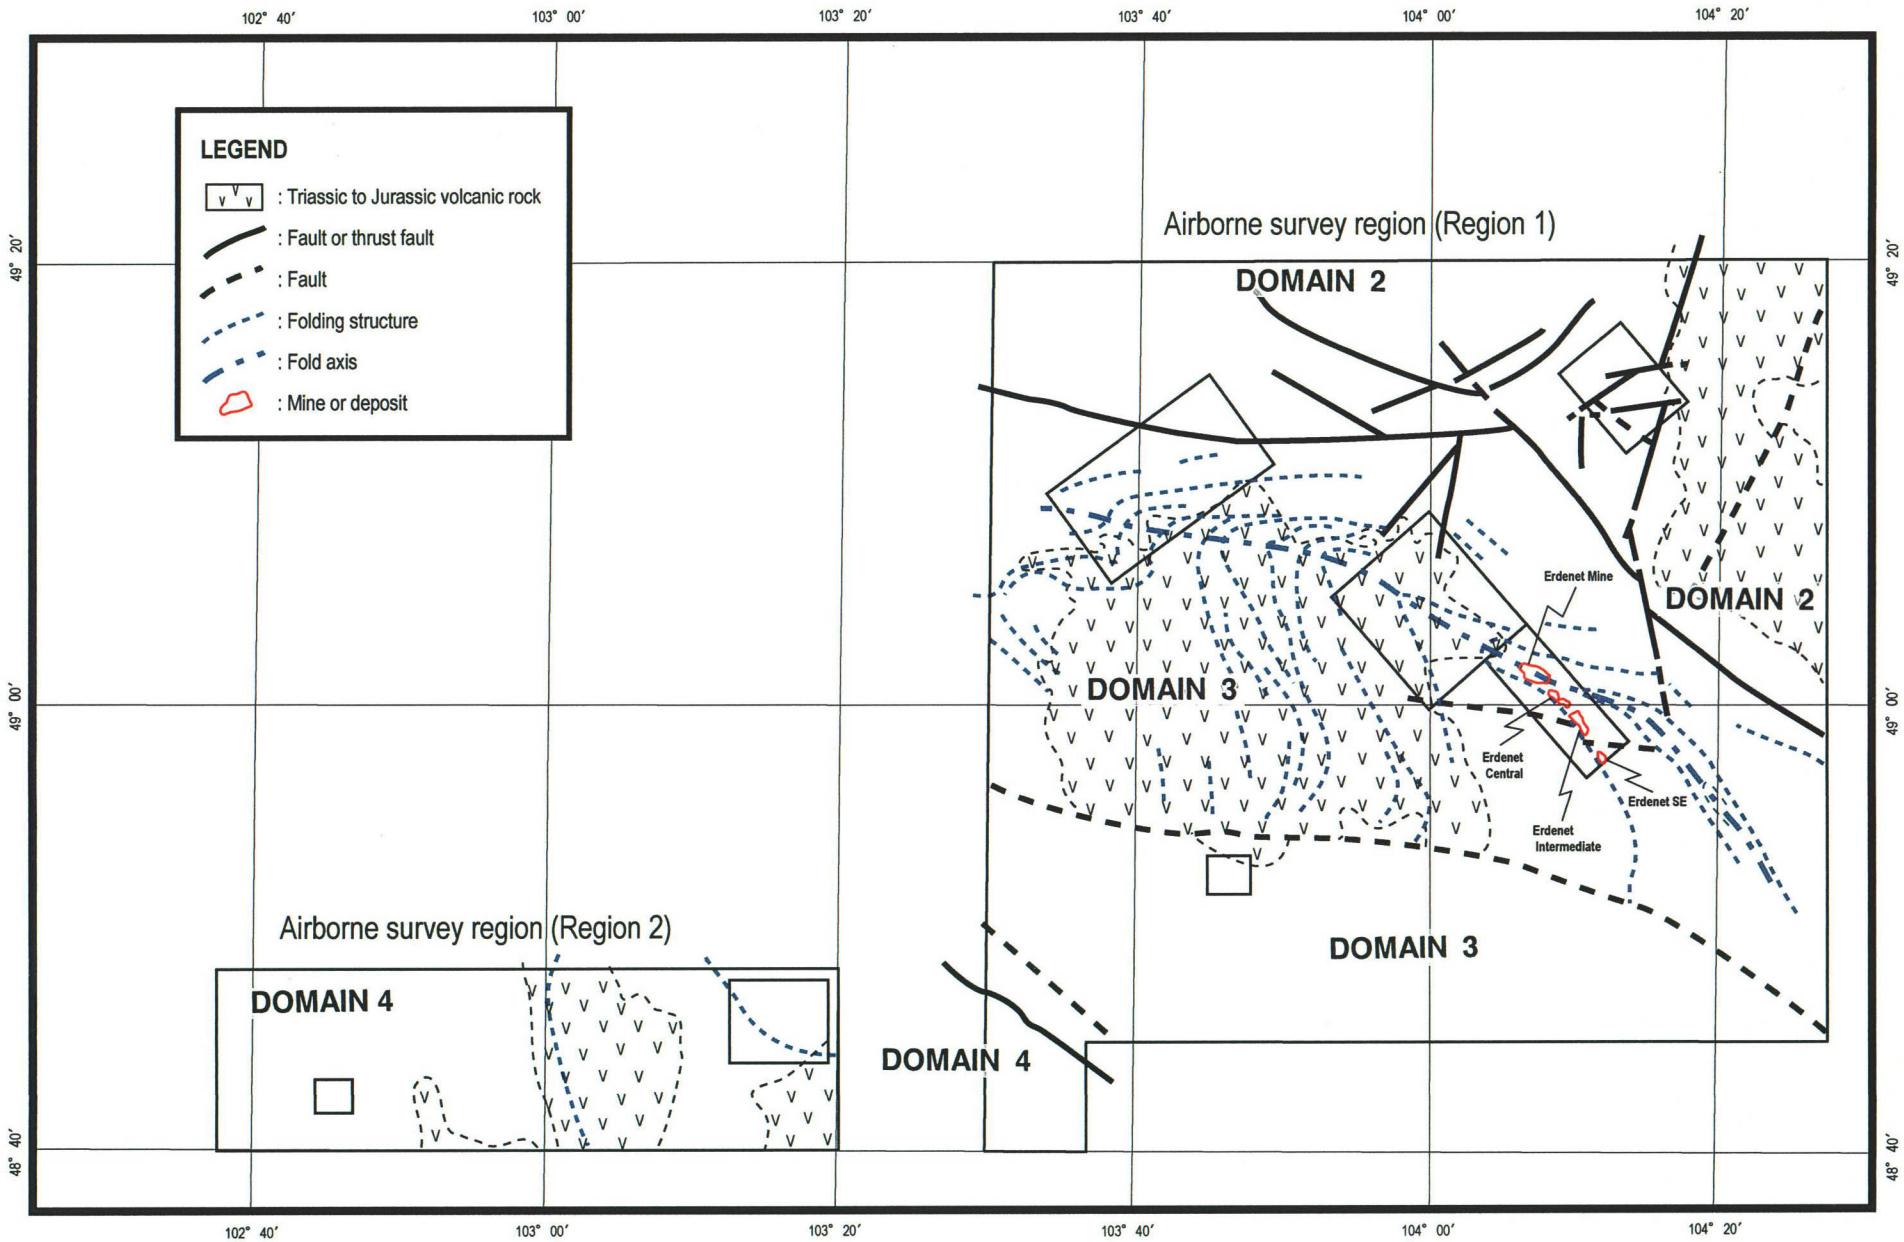 102° 40′
103° 00′
103° 20′
103° 40′
104° 00′
104° 20′
LEGEND
: Triassic to Jurassic volcanic rock
: Fault or thrust fault
: Fault
: Folding structure
: Fold axis
: Mine or deposit
49° 20′
49° 20′
Airborne survey region (Region 1)
DOMAIN 2
Erdenet Mine
DOMAIN 2
DOMAIN 3
49° 00′
49° 00′
Erdenet
Central
Erdenet SE
Erdenet
Intermediate
Airborne survey region (Region 2)
DOMAIN 3
DOMAIN 4
DOMAIN 4
48° 40′
48° 40′
102° 40′
103° 00′
103° 20′
103° 40′
104° 00′
104° 20′